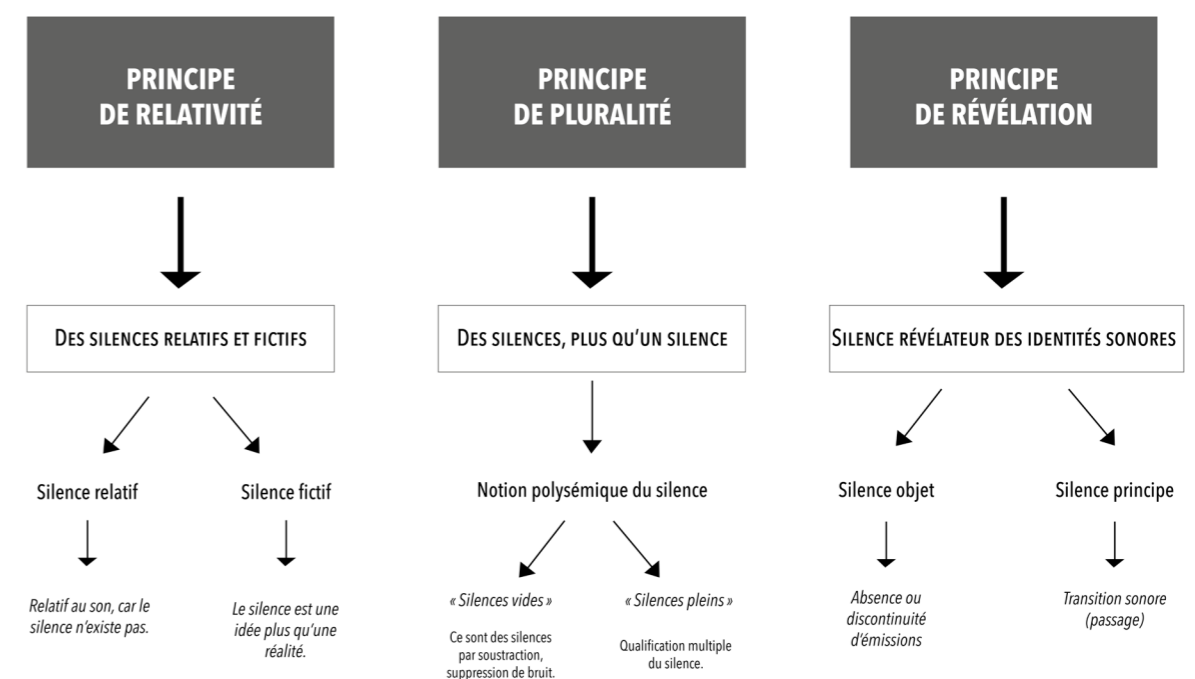 PRINCIPE
DE RELATIVITÉ
DES SILENCES RELATIFS ET FICTIFS
Silence relatif
Relatif au son, car le
silence n'existe pas.
Silence fictif
Le silence est une
idée plus qu'une
réalité.
PRINCIPE
DE PLURALITÉ
DES SILENCES, PLUS QU'UN SILENCE
Notion polysémique du silence
« Silences vides »
Ce sont des silences
par soustraction,
suppression de bruit.
« Silences pleins »
Qualification multiple
du silence.
PRINCIPE
DE RÉVÉLATION
SILENCE RÉVÉLATEUR DES IDENTITÉS SONORES
Silence objet
Absence ou
discontinuité
d'émissions
Silence principe
Transition sonore
(passage)